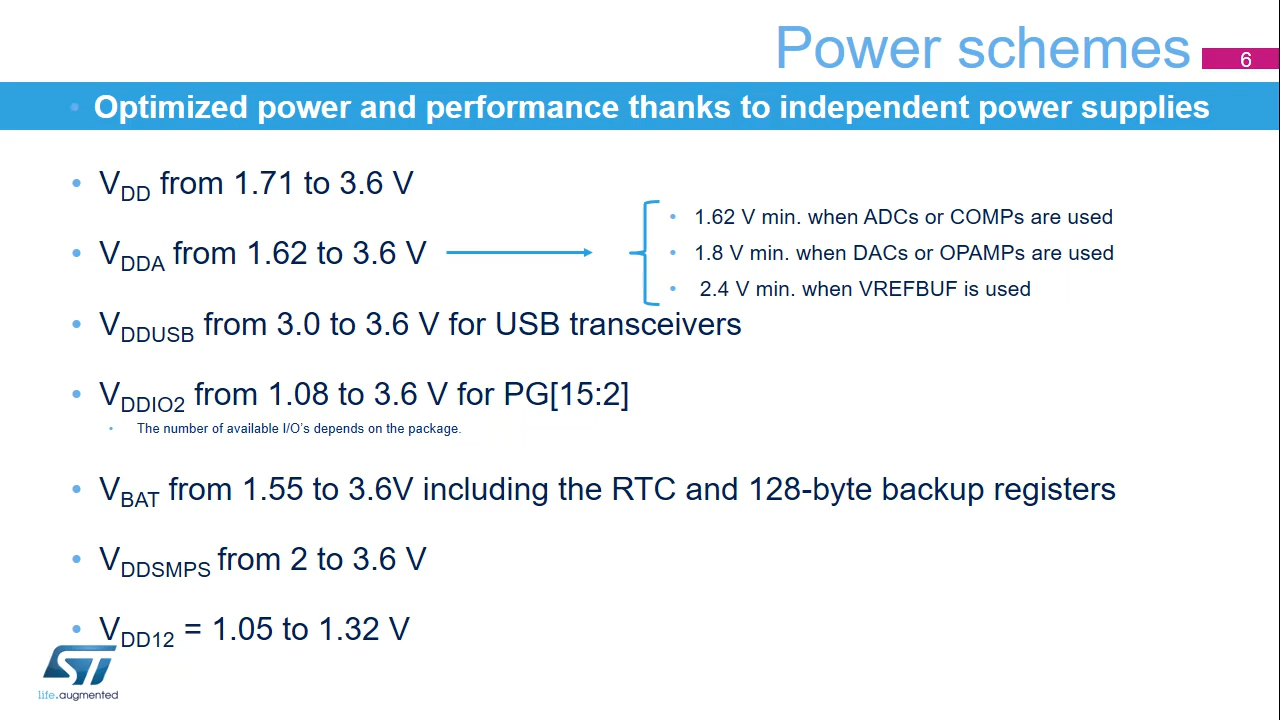 Power schemes
6
• Optimized power and performance thanks to independent power supplies
• VDD from 1.71 to 3.6 V
• VDDA from 1.62 to 3.6 V
• 1.62 V min. when ADCs or COMPs are used
• 1.8 V min. when DACs or OPAMPs are used
• 2.4 V min. when VREFBUF is used
• VDDUSB from 3.0 to 3.6 V for USB transceivers
• VDDIO2 from 1.08 to 3.6 V for PG[15:2]
• The number of available I/O's depends on the package.
• VBAT from 1.55 to 3.6V including the RTC and 128-byte backup registers
• VDDSMPS from 2 to 3.6 V
• VDD12 = 1.05 to 1.32 V
ST
life.augmented